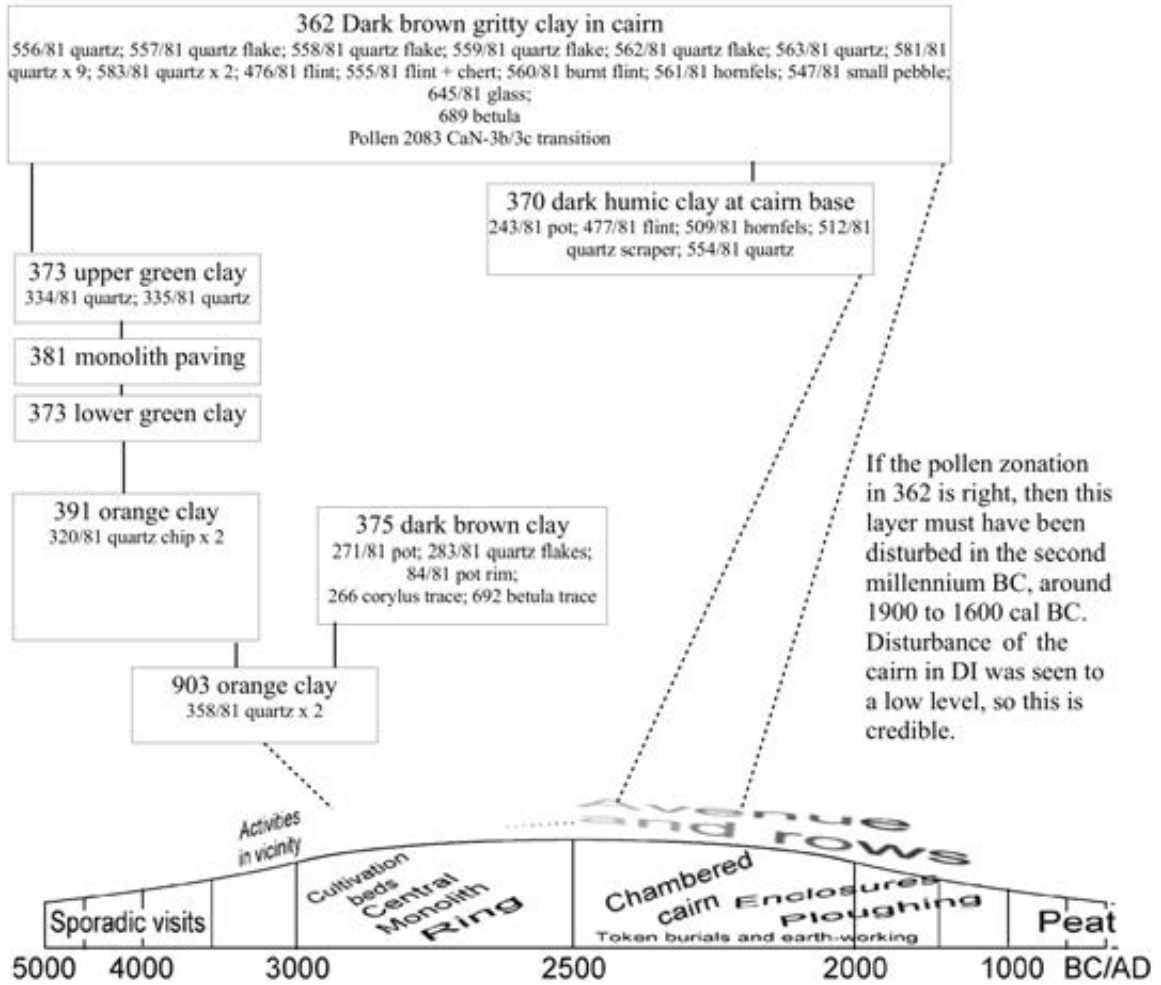 362 Dark brown gritty clay in cairn
556/81 quartz; 557/81 quartz flake; 558/81 quartz flake; 559/81 quartz flake; 562/81 quartz flake; 563/81 quartz; 581/81
quartz x 9; 583/81 quartz x 2; 476/81 flint; 555/81 flint + chert; 560/81 burnt flint; 561/81 hornfels; 547/81 small pebble;
645/81 glass;
689 betula
Pollen 2083 CaN-3b/3c transition
370 dark humic clay at cairn base
243/81 pot; 477/81 flint; 509/81 hornfels; 512/81
quartz scraper; 554/81 quartz
373 upper green clay
334/81 quartz; 335/81 quartz
381 monolith paving
373 lower green clay
391 orange clay
320/81 quartz chip x 2
375 dark brown clay
271/81 pot; 283/81 quartz flakes;
84/81 pot rim;
266 corylus trace; 692 betula trace
903 orange clay
358/81 quartz x 2
If the pollen zonation
in 362 is right, then this
layer must have been
disturbed in the second
millennium BC, around
1900 to 1600 cal BC.
Disturbance of the
cairn in DI was seen to
a low level, so this is
credible.
Avenue
and rows
Activities
in vicinity
Sporadic visits
Cultivation
beds
Central
Monolith
Ring
Chambered
cairn
Enclosures
Ploughing
Token burials and earth-working
Peat
5000 4000 3000 2500 2000 1000 BC/AD